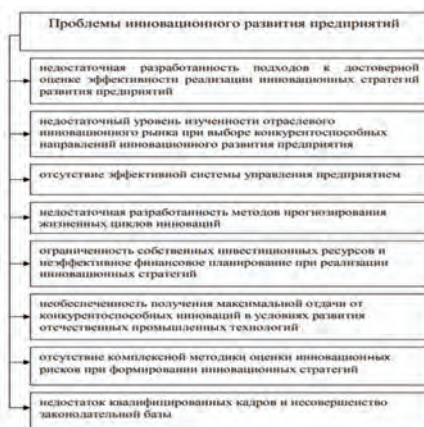 Проблемы инновационного развития предприятий
недостаточная разработанность подходов к достоверной
оценке эффективности реализации инновационных стратегий
развития предприятий
недостаточный уровень изученности отраслевого
инновационного рынка при выборе конкурентоспособных
направлений инновационного развития предприятия
отсутствие эффективной системы управления предприятием
недостаточная разработанность методов прогнозирования
жизненных циклов инноваций
ограниченность собственных инвестиционных ресурсов и
неэффективное финансовое планирование при реализации
инновационных стратегий
необеспеченность получения максимальной отдачи от
конкурентоспособных инноваций в условиях развития
отечественных промышленных технологий
отсутствие комплексной методики оценки инновационных
рисков при формировании инновационных стратегий
недостаток квалифицированных кадров и несовершенство
законодательной базы